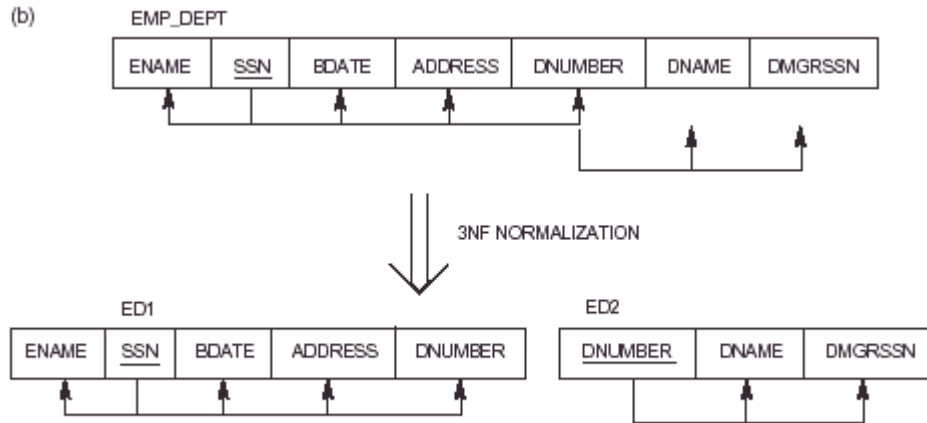 (b)
EMP_DEPT
ENAME SSN BDATE ADDRESS DNUMBER DNAME DMGRSSN
3NF NORMALIZATION
ED1
ENAME SSN BDATE ADDRESS DNUMBER
ED2
DNUMBER DNAME DMGRSSN